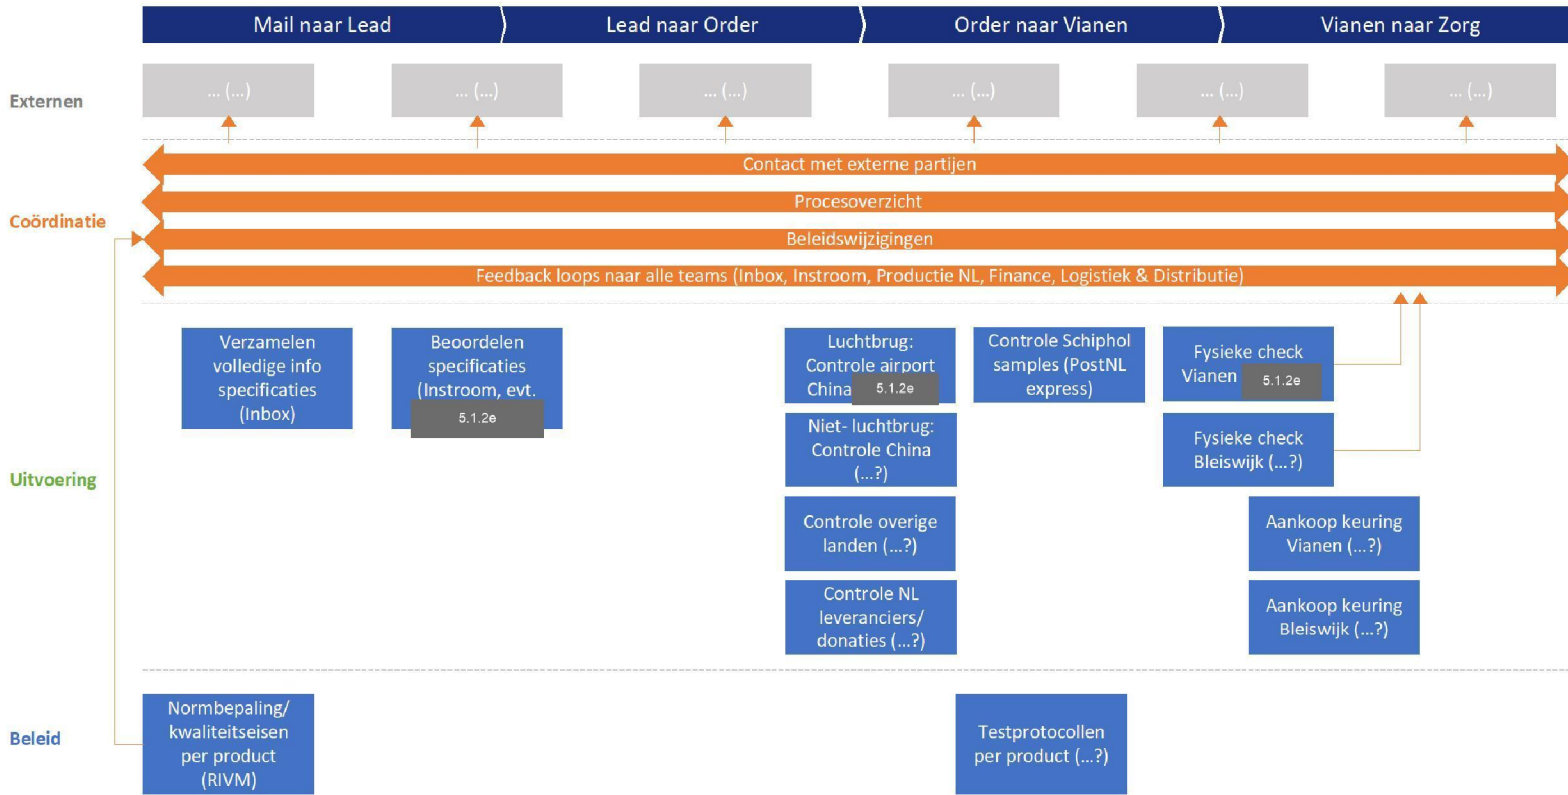 Mail naar Lead
Lead naar Order
Order naar Vianen
Vianen naar Zorg
Externen
... (...)
... (...)
... (...)
... (...)
... (...)
... (...)
Coördinatie
Contact met externe partijen
Procesoverzicht
Beleidswijzigingen
Feedback loops naar alle teams (Inbox, Instroom, Productie NL, Finance, Logistiek & Distributie)
Uitvoering
Verzamelen
volledige info
specificaties
(Inbox)
Beoordelen
specificaties
(Instroom, evt.
5.1.2e
Luchtbrug:
Controle airport
China 5.1.2e
Niet- luchtbrug:
Controle China
(...?)
Controle overige
landen (...?)
Controle NL
leveranciers/
donaties (...?)
Controle Schiphol
samples (PostNL
express)
Fysieke check
Vianen 5.1.2e
Fysieke check
Bleiswijk (...?)
Aankoop keuring
Vianen (...?)
Aankoop keuring
Bleiswijk (...?)
Beleid
Normbepaling/
kwaliteitseisen
per product
(RIVM)
Testprotocollen
per product (...?)